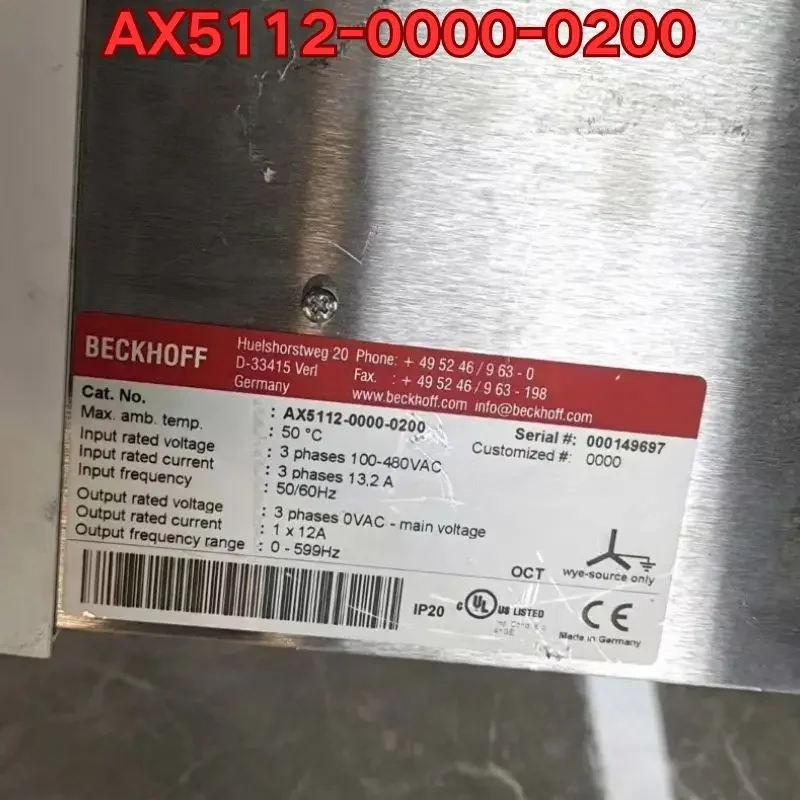 AX5112-0000-0200
BECKHOFF
Huelshorstweg 20 Phone: + 49 52 46 / 9 63 - 0
D-33415 Verl Fax. : + 49 52 46 / 9 63 - 198
Germany www.beckhoff.com info@beckhoff.com
Cat. No. : AX5112-0000-0200 Serial #: 000149697
Max. amb. temp. : 50 °C Customized #: 0000
Input rated voltage : 3 phases 100-480VAC
Input rated current : 3 phases 13,2 A
Input frequency : 50/60Hz
Output rated voltage : 3 phases 0VAC - main voltage
Output rated current : 1 x 12A
Output frequency range : 0 - 599Hz
OCT wye-source only
IP20 C UL US LISTED CE
Made in Germany